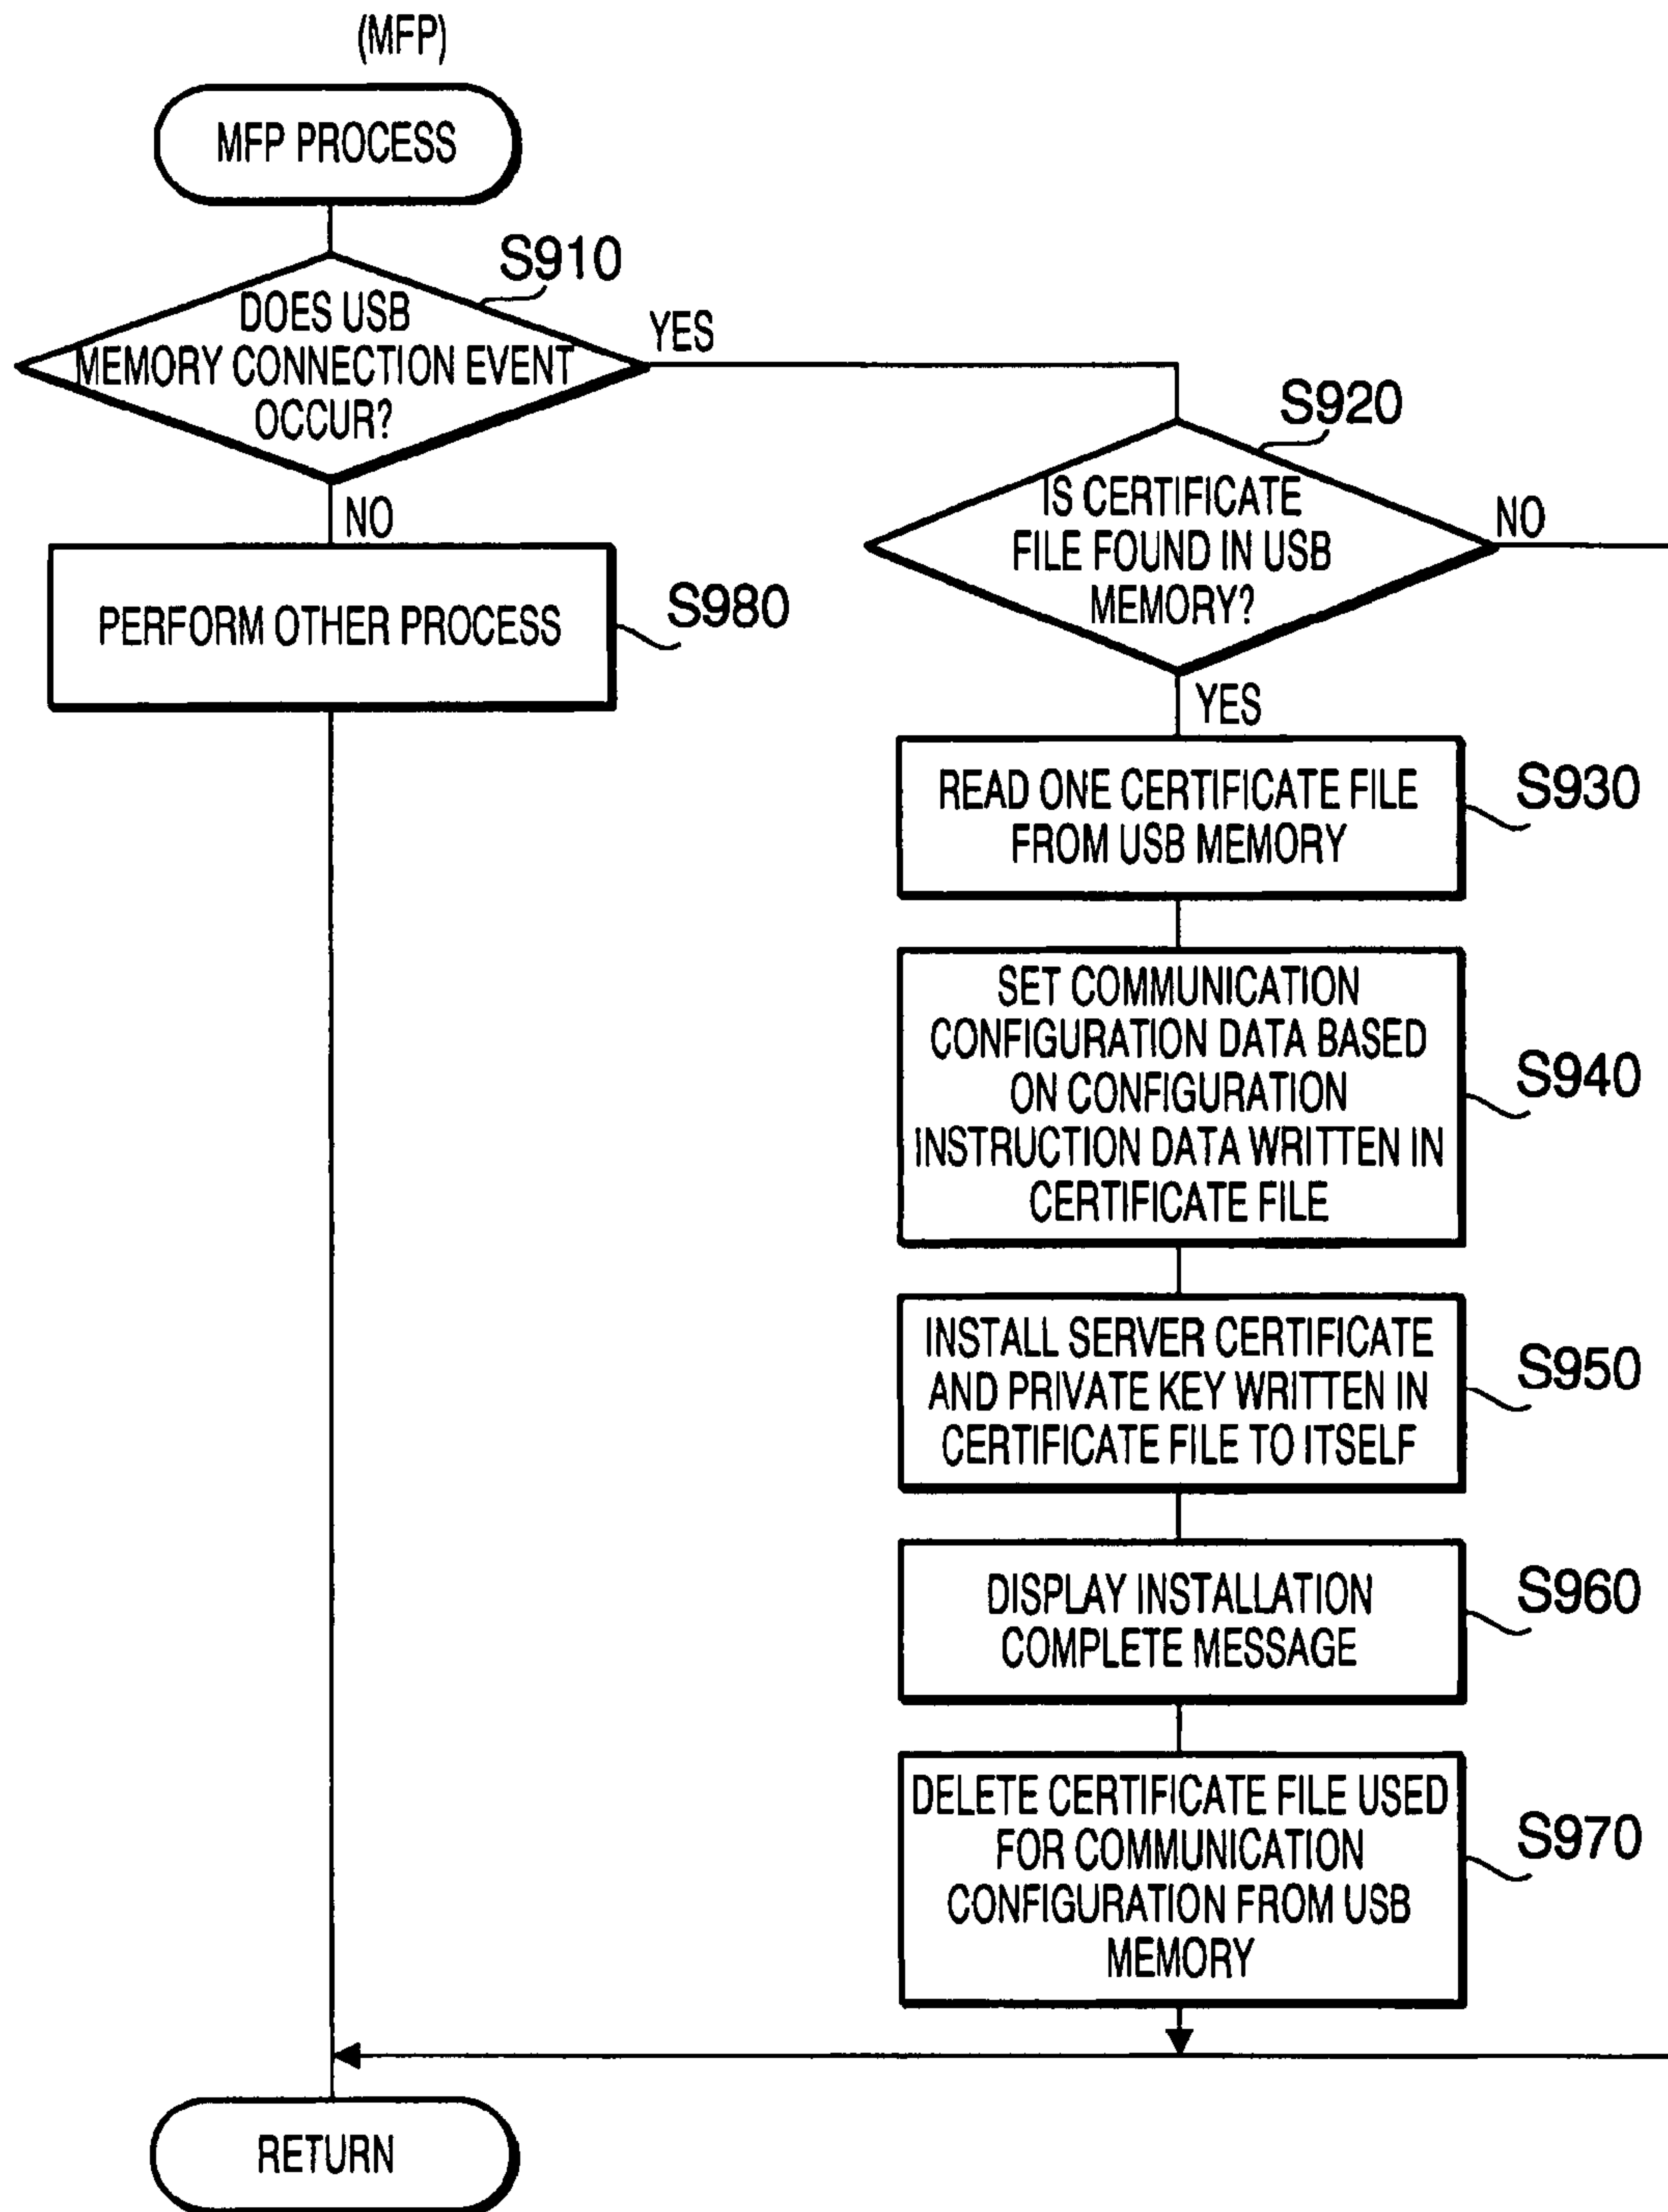 (MFP)
MFP PROCESS
S910
DOES USB
MEMORY CONNECTION EVENT
OCCUR?
YES
NO
PERFORM OTHER PROCESS
S980
S920
IS CERTIFICATE
FILE FOUND IN USB
MEMORY?
NO
YES
READ ONE CERTIFICATE FILE
FROM USB MEMORY
S930
SET COMMUNICATION
CONFIGURATION DATA BASED
ON CONFIGURATION
INSTRUCTION DATA WRITTEN IN
CERTIFICATE FILE
S940
INSTALL SERVER CERTIFICATE
AND PRIVATE KEY WRITTEN IN
CERTIFICATE FILE TO ITSELF
S950
DISPLAY INSTALLATION
COMPLETE MESSAGE
S960
DELETE CERTIFICATE FILE USED
FOR COMMUNICATION
CONFIGURATION FROM USB
MEMORY
S970
RETURN